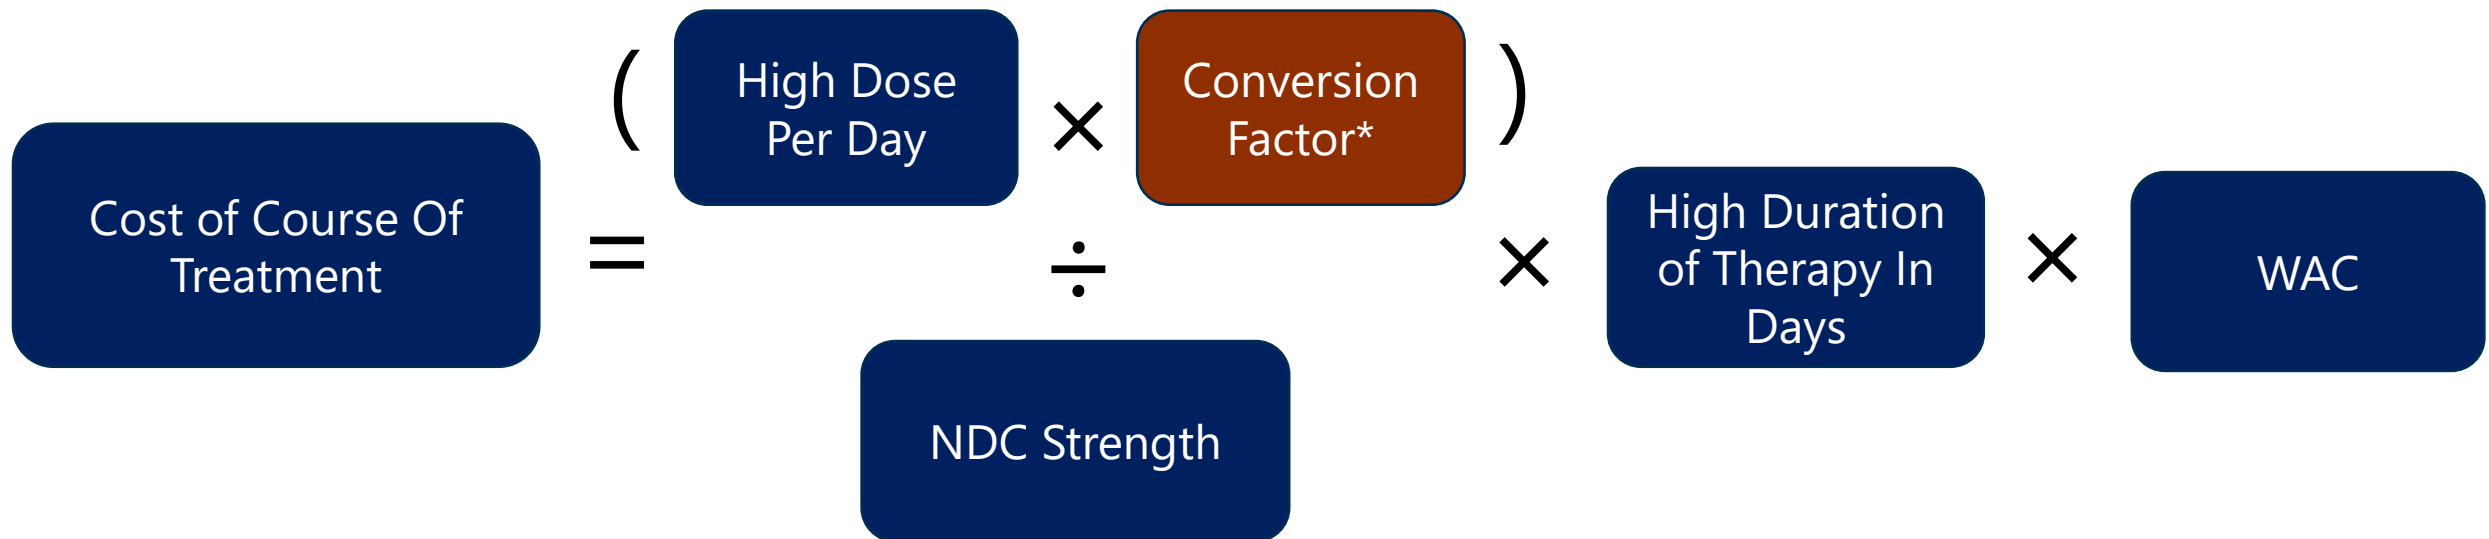 Cost of Course Of
Treatment
=
(
High Dose
Per Day
×
Conversion
Factor*
)
÷
NDC Strength
×
High Duration
of Therapy In
Days
×
WAC